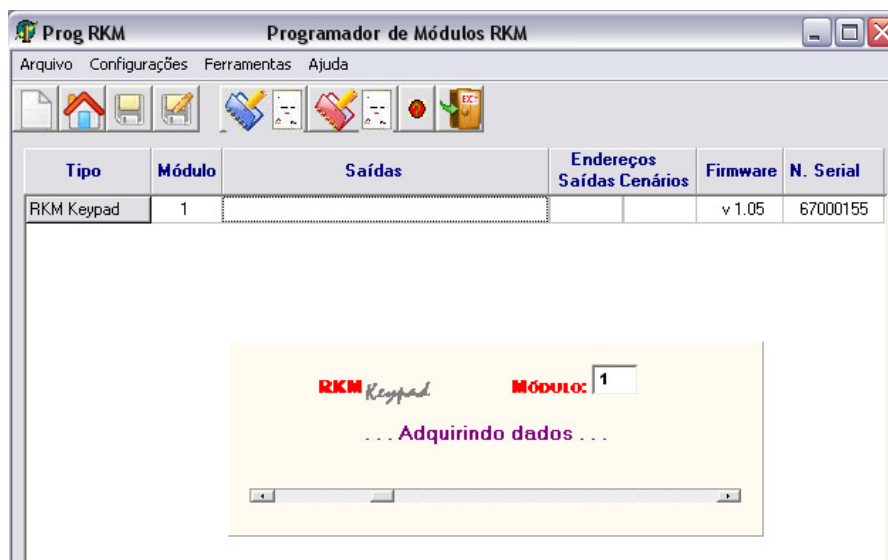 Prog RKM Programador de Módulos RKM
Arquivo Configurações Ferramentas Ajuda
EXIT
Tipo Módulo Saídas Endereços Saídas Cenários Firmware N. Serial
RKM Keypad 1 v 1.05 67000155
RKM Keypad MÓDULO: 1
. . . Adquirindo dados . . .